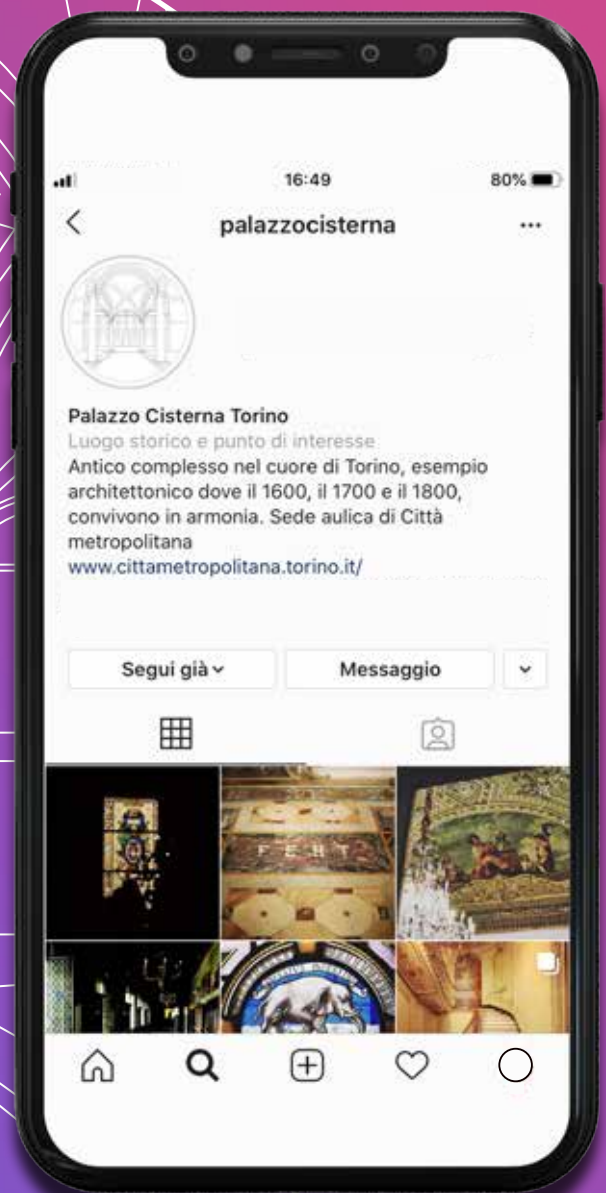 16:49
80%
palazzocisterna
Palazzo Cisterna Torino
Luogo storico e punto di interesse
Antico complesso nel cuore di Torino, esempio
architettonico dove il 1600, il 1700 e il 1800,
convivono in armonia. Sede aulica di Città
metropolitana
www.cittametropolitana.torino.it/
Segui già
Messaggio
FERT